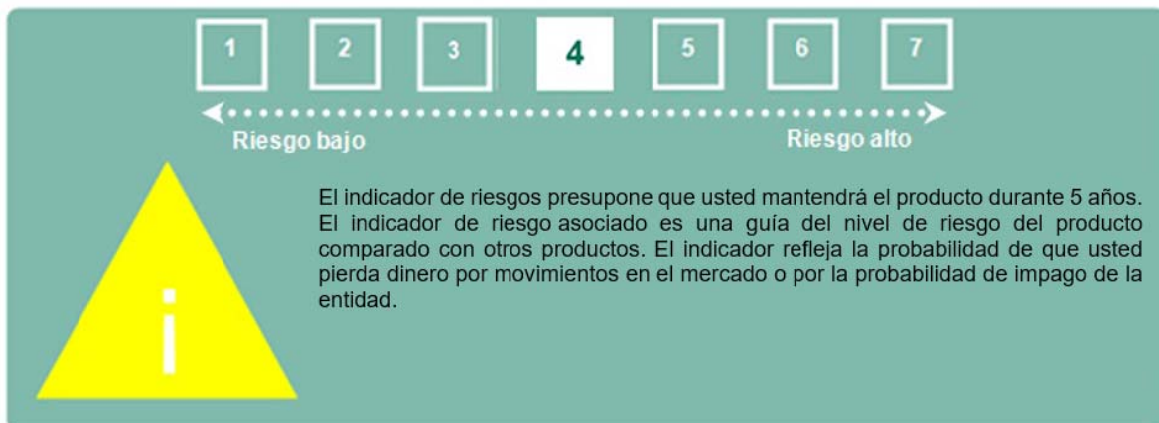 1 2 3 4 5 6 7
Riesgo bajo Riesgo alto
El indicador de riesgos presupone que usted mantendrá el producto durante 5 años.
El indicador de riesgo asociado es una guía del nivel de riesgo del producto
comparado con otros productos. El indicador refleja la probabilidad de que usted
pierda dinero por movimientos en el mercado o por la probabilidad de impago de la
entidad.
i